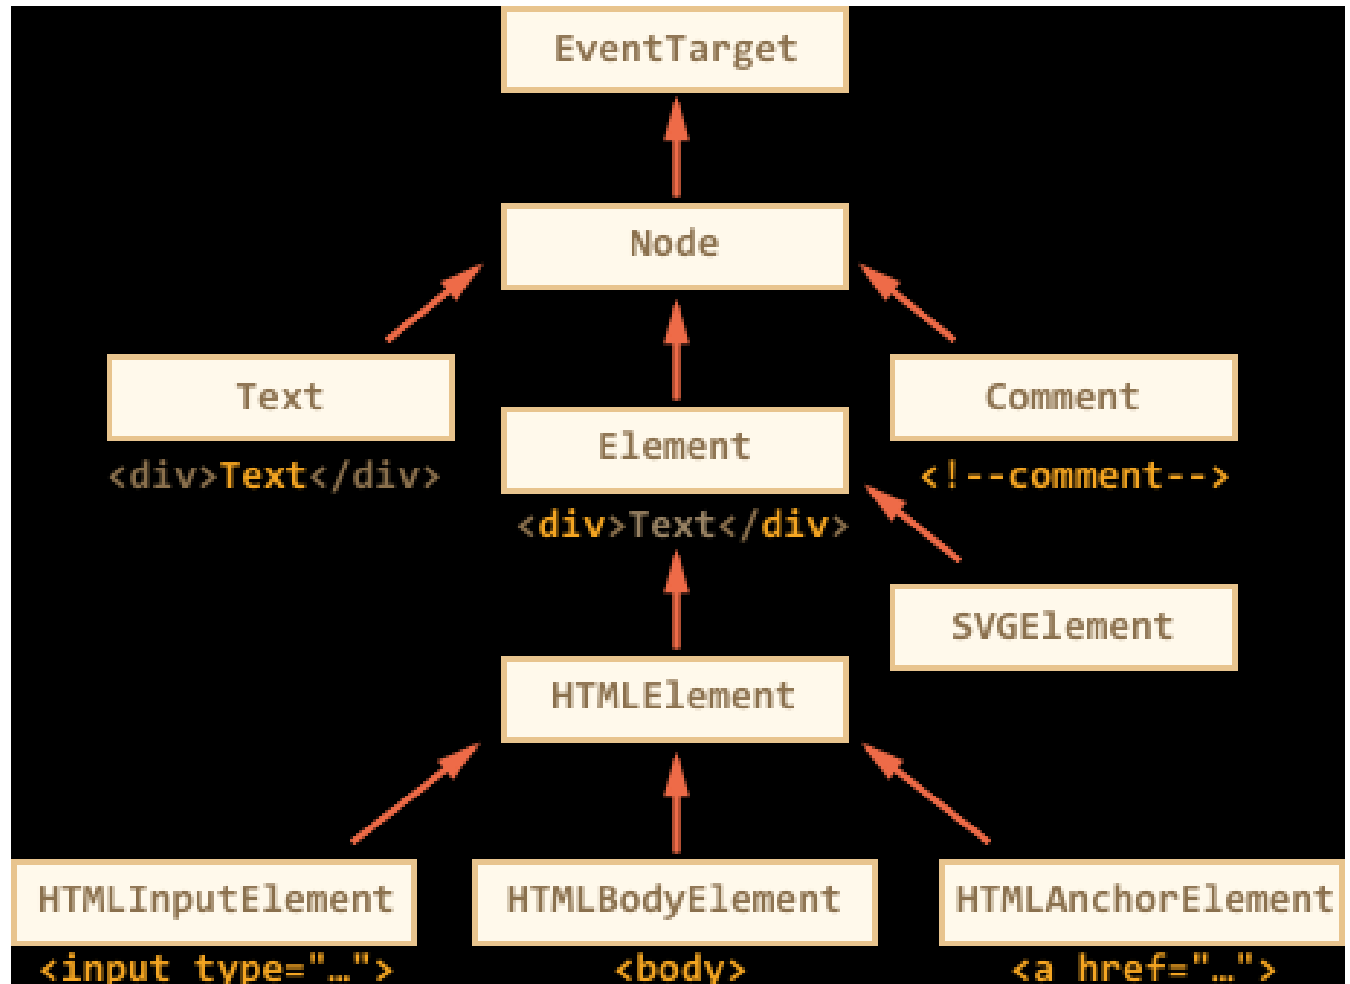 EventTarget
Node
Text
Comment
Element
<div>Text</div>
<!--comment-->
<div>Text</div>
SVGElement
HTMLElement
HTMLInputElement
HTMLBodyElement
HTMLAnchorElement
<input type="…">
<body>
<a href="…">